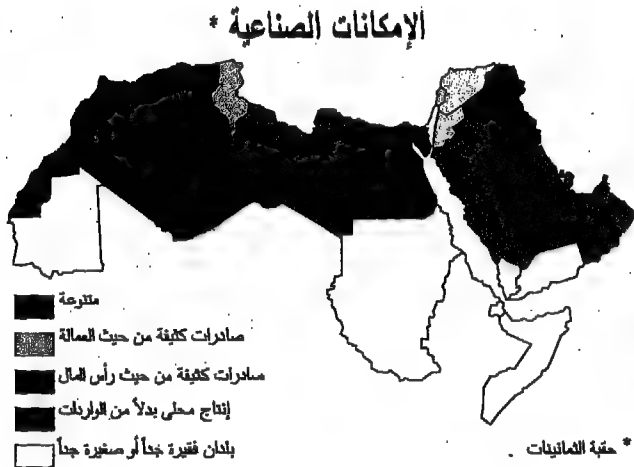 الإمكانات الصناعية *
متنوعة
صادرات كثيفة من حيث العمالة
صادرات كثيفة من حيث رأس المال
إنتاج محلى بدلاً من الواردات
بلدان فقيرة جداً أو صغيرة جداً
* حقبة الثمانينات